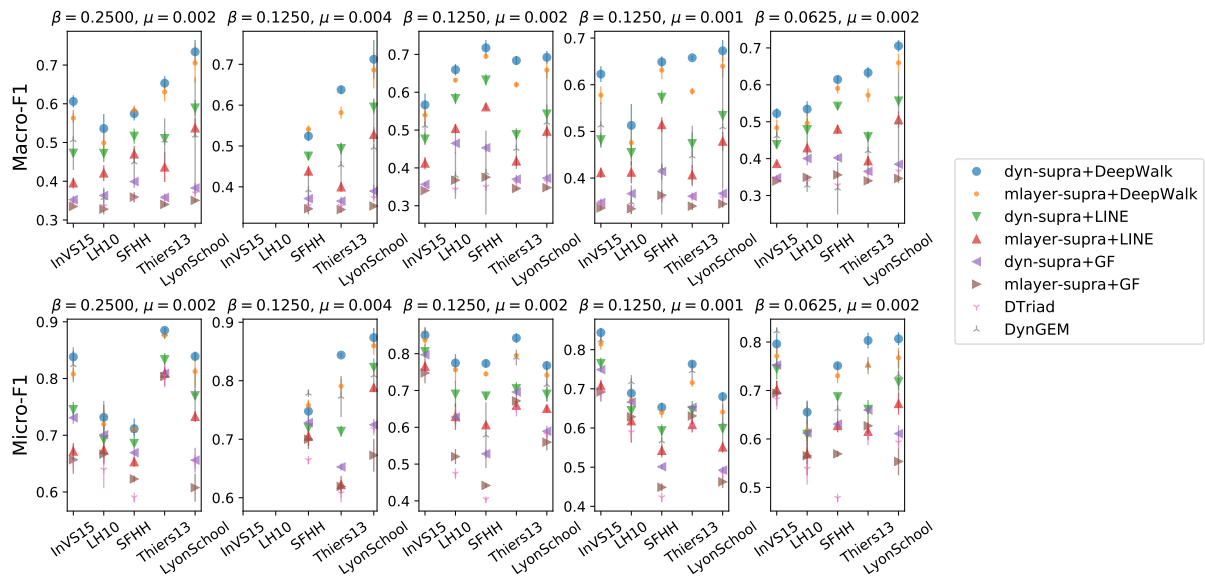 β = 0.2500, μ = 0.002
β = 0.1250, μ = 0.004
β = 0.1250, μ = 0.002
β = 0.1250, μ = 0.001
β = 0.0625, μ = 0.002
Macro-F1
0.7
0.6
0.5
0.4
0.3
InVS15
LH10
SFHH
Thiers13
LyonSchool
0.7
0.6
0.5
0.4
InVS15
LH10
SFHH
Thiers13
LyonSchool
0.7
0.6
0.5
0.4
0.3
InVS15
LH10
SFHH
Thiers13
LyonSchool
0.7
0.6
0.5
0.4
InVS15
LH10
SFHH
Thiers13
LyonSchool
0.7
0.6
0.5
0.4
0.3
InVS15
LH10
SFHH
Thiers13
LyonSchool
β = 0.2500, μ = 0.002
β = 0.1250, μ = 0.004
β = 0.1250, μ = 0.002
β = 0.1250, μ = 0.001
β = 0.0625, μ = 0.002
Micro-F1
0.9
0.8
0.7
0.6
InVS15
LH10
SFHH
Thiers13
LyonSchool
0.9
0.8
0.7
0.6
InVS15
LH10
SFHH
Thiers13
LyonSchool
0.8
0.7
0.6
0.5
0.4
InVS15
LH10
SFHH
Thiers13
LyonSchool
0.8
0.7
0.6
0.5
0.4
InVS15
LH10
SFHH
Thiers13
LyonSchool
0.8
0.7
0.6
0.5
InVS15
LH10
SFHH
Thiers13
LyonSchool
dyn-supra+DeepWalk
mlayer-supra+DeepWalk
dyn-supra+LINE
mlayer-supra+LINE
dyn-supra+GF
mlayer-supra+GF
DTriad
DynGEM